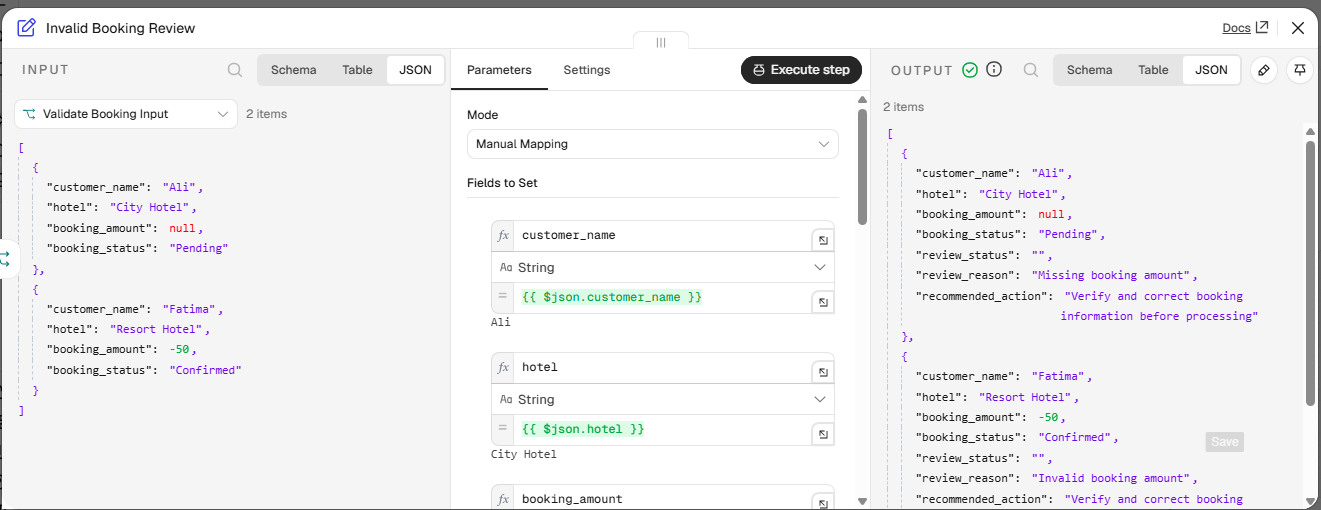 Invalid Booking Review
Docs
INPUT
Schema
Table
JSON
Validate Booking Input
2 items
[
{
"customer_name": "Ali",
"hotel": "City Hotel",
"booking_amount": null,
"booking_status": "Pending"
},
{
"customer_name": "Fatima",
"hotel": "Resort Hotel",
"booking_amount": -50,
"booking_status": "Confirmed"
}
]
Parameters
Settings
Execute step
Mode
Manual Mapping
Fields to Set
fx customer_name
Aa String
= {{ $json.customer_name }}
Ali
fx hotel
Aa String
= {{ $json.hotel }}
City Hotel
fx booking_amount
OUTPUT
Schema
Table
JSON
2 items
[
{
"customer_name": "Ali",
"hotel": "City Hotel",
"booking_amount": null,
"booking_status": "Pending",
"review_status": "",
"review_reason": "Missing booking amount",
"recommended_action": "Verify and correct booking
information before processing"
},
{
"customer_name": "Fatima",
"hotel": "Resort Hotel",
"booking_amount": -50,
"booking_status": "Confirmed",
"review_status": "",
"review_reason": "Invalid booking amount",
"recommended_action": "Verify and correct booking
Save